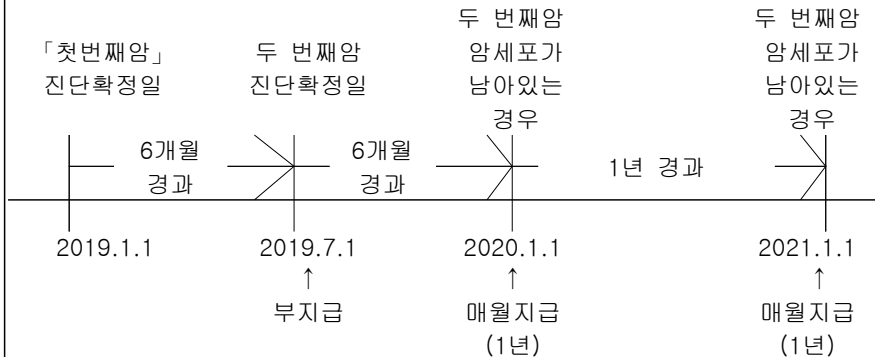 「첫번째암」
진단확정일
두 번째암
진단확정일
두 번째암
암세포가
남아있는
경우
두 번째암
암세포가
남아있는
경우
6개월
경과
6개월
경과
1년 경과
2019.1.1
2019.7.1
2020.1.1
2021.1.1
↑
부지급
↑
매월지급
(1년)
↑
매월지급
(1년)